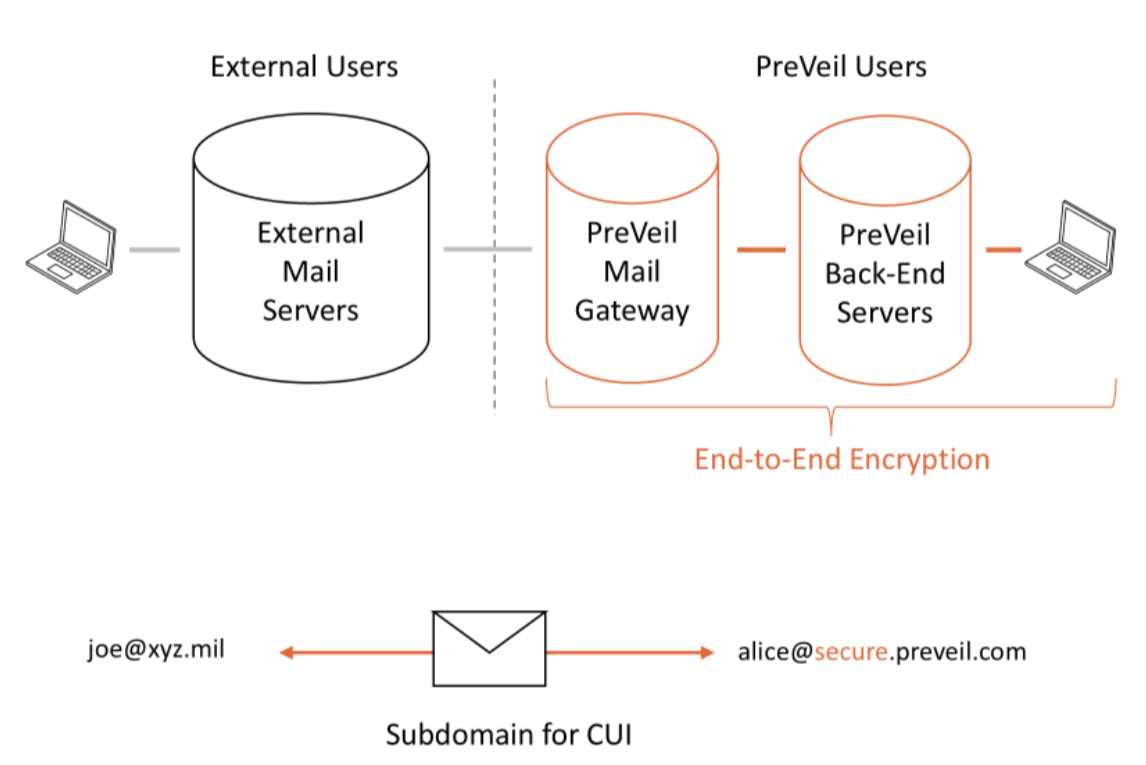 External Users
PreVeil Users
External
Mail
Servers
PreVeil
Mail
Gateway
PreVeil
Back-End
Servers
End-to-End Encryption
joe@xyz.mil
alice@secure.preveil.com
Subdomain for CUI